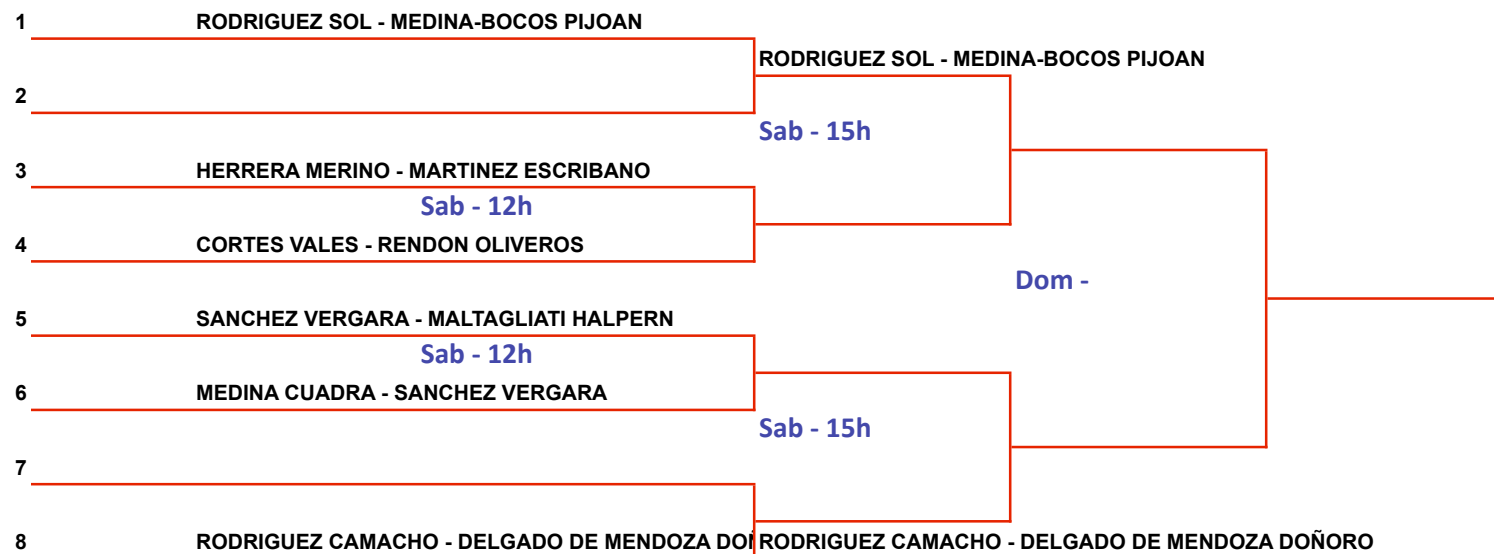 1 RODRIGUEZ SOL - MEDINA-BOCOS PIJOAN
RODRIGUEZ SOL - MEDINA-BOCOS PIJOAN
2
Sab - 15h
3 HERRERA MERINO - MARTINEZ ESCRIBANO
Sab - 12h
4 CORTES VALES - RENDON OLIVEROS
Dom -
5 SANCHEZ VERGARA - MALTAGLIATI HALPERN
Sab - 12h
6 MEDINA CUADRA - SANCHEZ VERGARA
Sab - 15h
7
8 RODRIGUEZ CAMACHO - DELGADO DE MENDOZA DOÑ
RODRIGUEZ CAMACHO - DELGADO DE MENDOZA DOÑORO